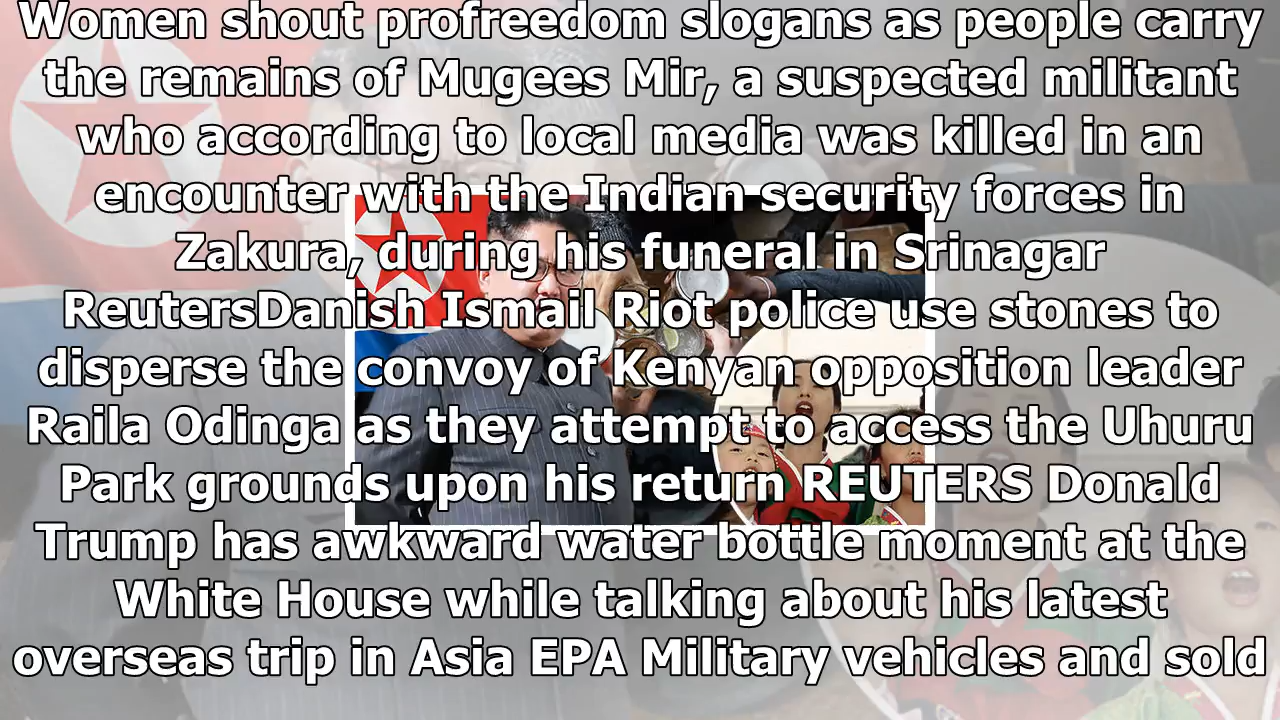 Women shout profreedom slogans as people carry
the remains of Mugees Mir, a suspected militant
who according to local media was killed in an
encounter with the Indian security forces in
Zakura, during his funeral in Srinagar
ReutersDanish Ismail Riot police use stones to
disperse the convoy of Kenyan opposition leader
Raila Odinga as they attempt to access the Uhuru
Park grounds upon his return REUTERS Donald
Trump has awkward water bottle moment at the
White House while talking about his latest
overseas trip in Asia EPA Military vehicles and sold